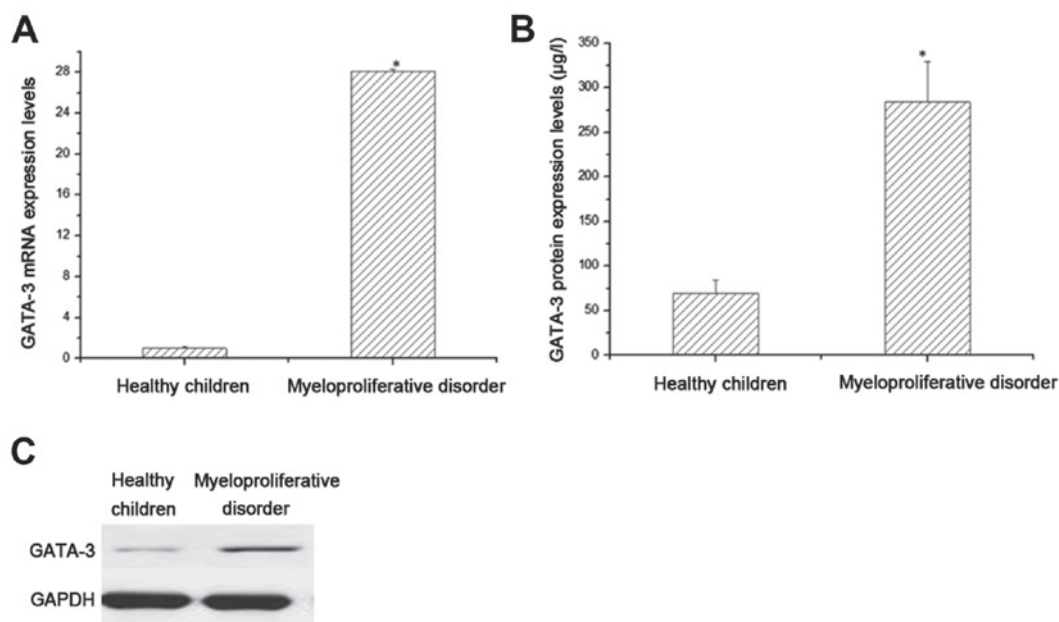 A
GATA-3 mRNA expression levels
28
24
20
16
12
8
4
0
*
Healthy children
Myeloproliferative disorder
B
GATA-3 protein expression levels (µg/l)
350
300
250
200
150
100
50
0
*
Healthy children
Myeloproliferative disorder
C
Healthy
children
Myeloproliferative
disorder
GATA-3
GAPDH